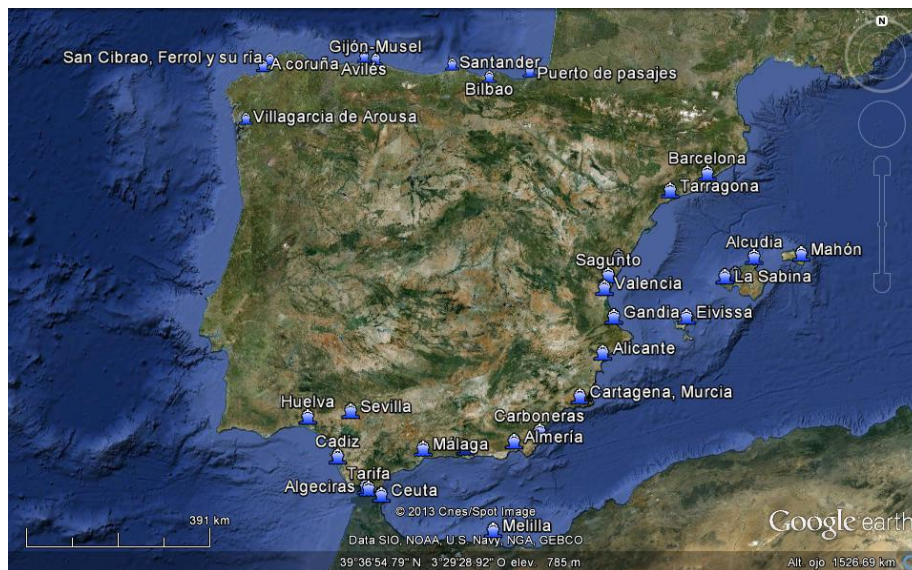 Gijón-Musel
San Cibrao, Ferrol y su ría
A.coruña
Avilés
Santander
Bilbao
Puerto de pasajes
Villagarcia de Arousa
Barcelona
Tarragona
Alcudia
Mahón
Sagunto
La Sabina
Valencia
Gandia
Eivissa
Alicante
Cartagena, Murcia
Huelva
Sevilla
Carboneras
Cadiz
Málaga
Almería
Tarifa
Algeciras
Ceuta
Melilla
N
391 km
© 2013 Cnes/Spot Image
Data SIO, NOAA, U.S. Navy, NGA, GEBCO
Google earth
39°36'54.79" N 3°29'28.92" O elev. 785 m
Alt. ojo 1526.69 km